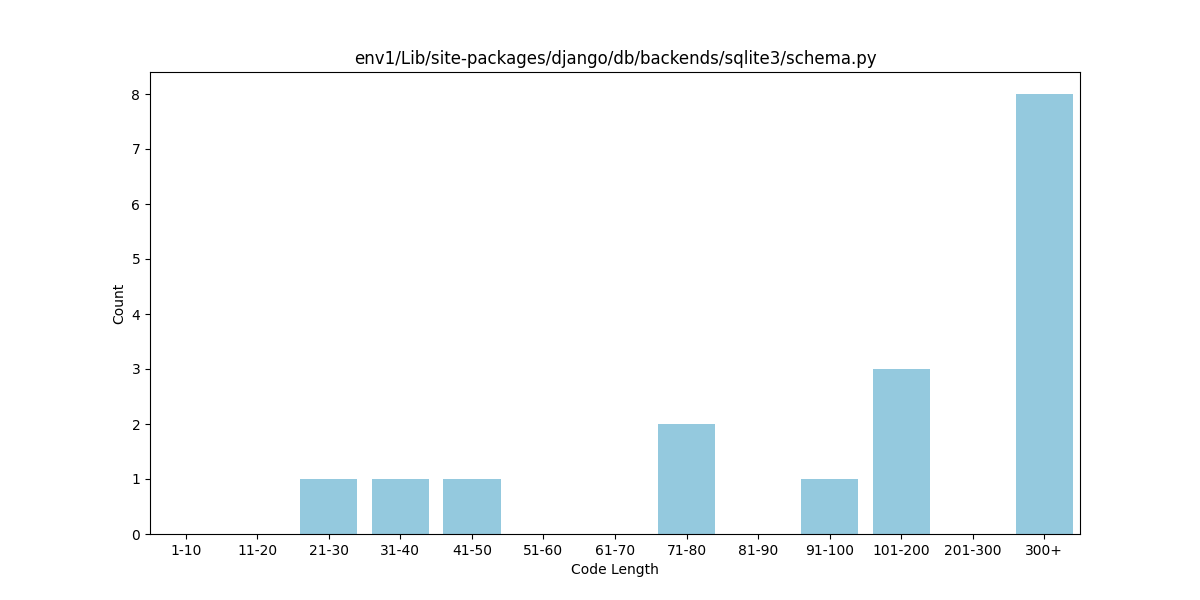 env1/Lib/site-packages/django/db/backends/sqlite3/schema.py
8
7
6
5
4
3
2
1
0
Count
1-10 11-20 21-30 31-40 41-50 51-60 61-70 71-80 81-90 91-100 101-200 201-300 300+
Code Length